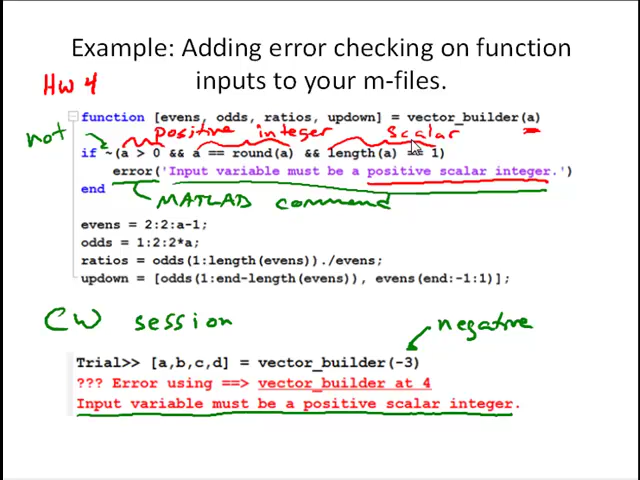 Example: Adding error checking on function
inputs to your m-files.
HW 4
function [evens, odds, ratios, updown] = vector_builder(a)
not
positive integer scalar
if ~(a > 0 && a == round(a) && length(a) == 1)
error('Input variable must be a positive scalar integer.')
end
MATLAB command
evens = 2:2:a-1;
odds = 1:2:2*a;
ratios = odds(1:length(evens))./evens;
updown = [odds(1:end-length(evens)), evens(end:-1:1)];
CW session
negative
Trial>> [a,b,c,d] = vector_builder(-3)
??? Error using ==> vector_builder at 4
Input variable must be a positive scalar integer.